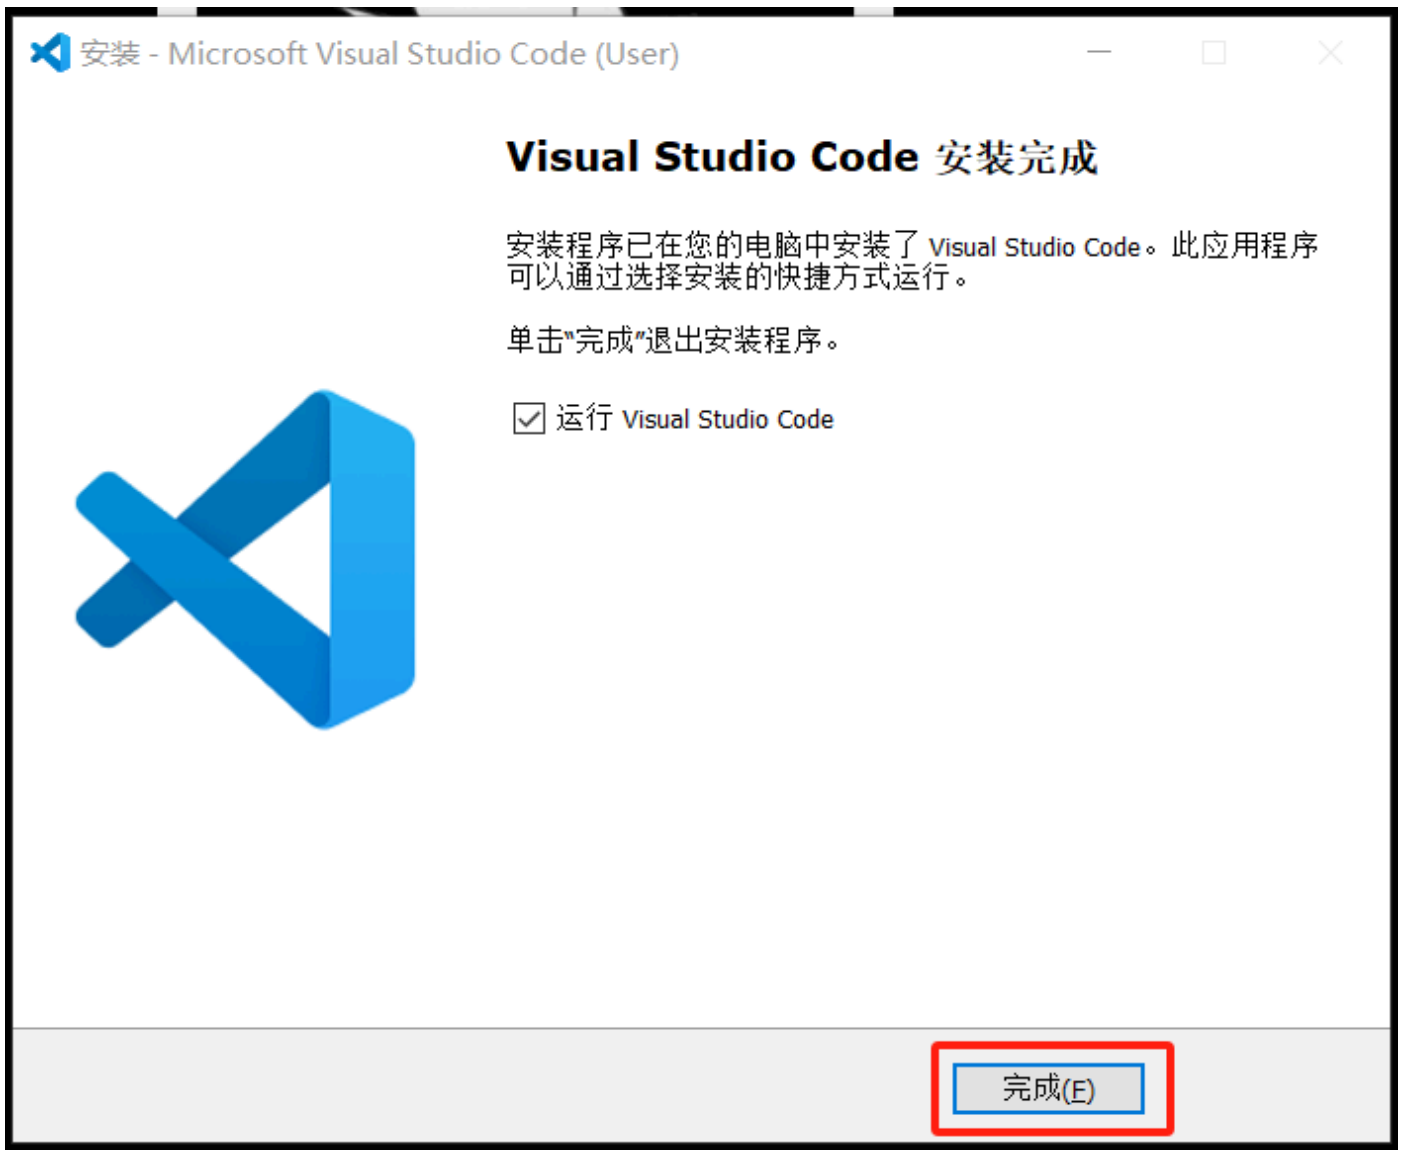 安装 - Microsoft Visual Studio Code (User)
Visual Studio Code 安装完成
安装程序已在您的电脑中安装了 Visual Studio Code。此应用程序
可以通过选择安装的快捷方式运行。
单击“完成”退出安装程序。
运行 Visual Studio Code
完成(F)